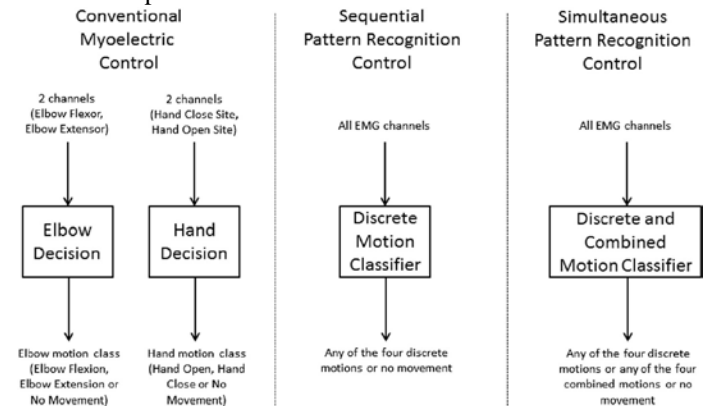 Conventional
Myoelectric
Control
2 channels
(Elbow Flexor,
Elbow Extensor)
2 channels
(Hand Close Site,
Hand Open Site)
Elbow
Decision
Hand
Decision
Elbow motion class
(Elbow Flexion,
Elbow Extension or
No Movement)
Hand motion class
(Hand Open, Hand
Close or No
Movement)
Sequential
Pattern Recognition
Control
All EMG channels
Discrete
Motion
Classifier
Any of the four discrete
motions or no movement
Simultaneous
Pattern Recognition
Control
All EMG channels
Discrete and
Combined
Motion Classifier
Any of the four discrete
motions or any of the four
combined motions or no
movement